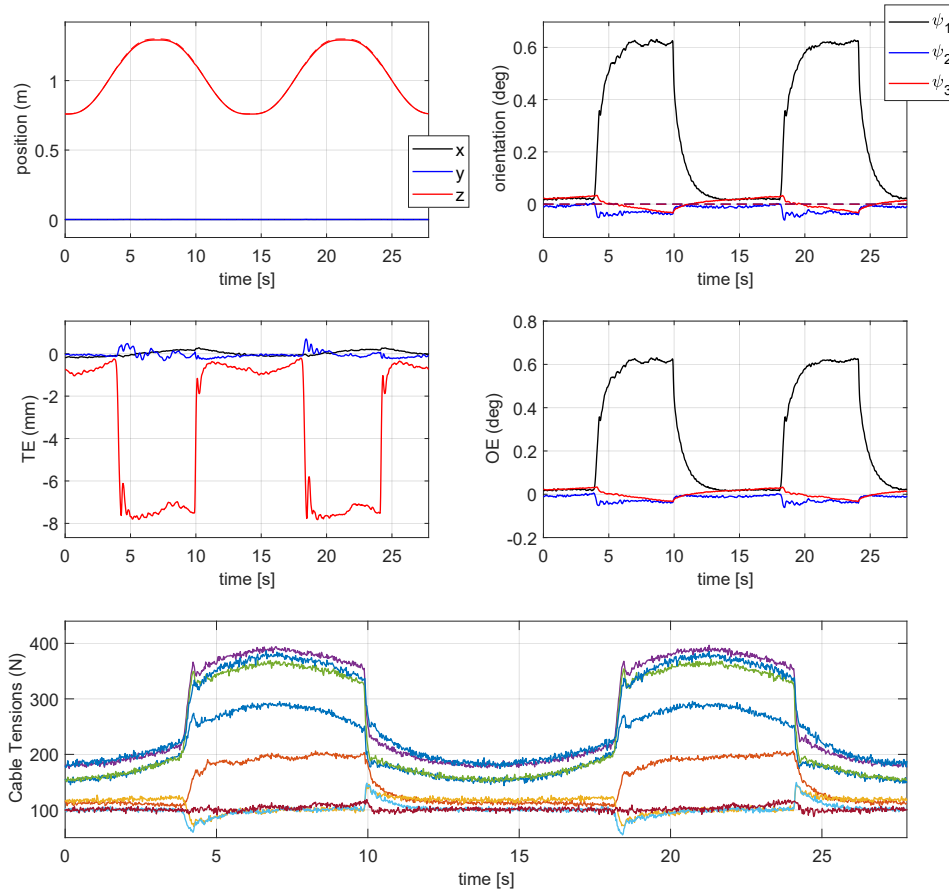 position (m)
1
0.5
0
0 5 10 15 20 25
time [s]
x
y
z
orientation (deg)
0.6
0.4
0.2
0
0 5 10 15 20 25
time [s]
ψ1
ψ2
ψ3
TE (mm)
0
-2
-4
-6
-8
0 5 10 15 20 25
time [s]
OE (deg)
0.8
0.6
0.4
0.2
0
-0.2
0 5 10 15 20 25
time [s]
Cable Tensions (N)
400
300
200
100
0 5 10 15 20 25
time [s]